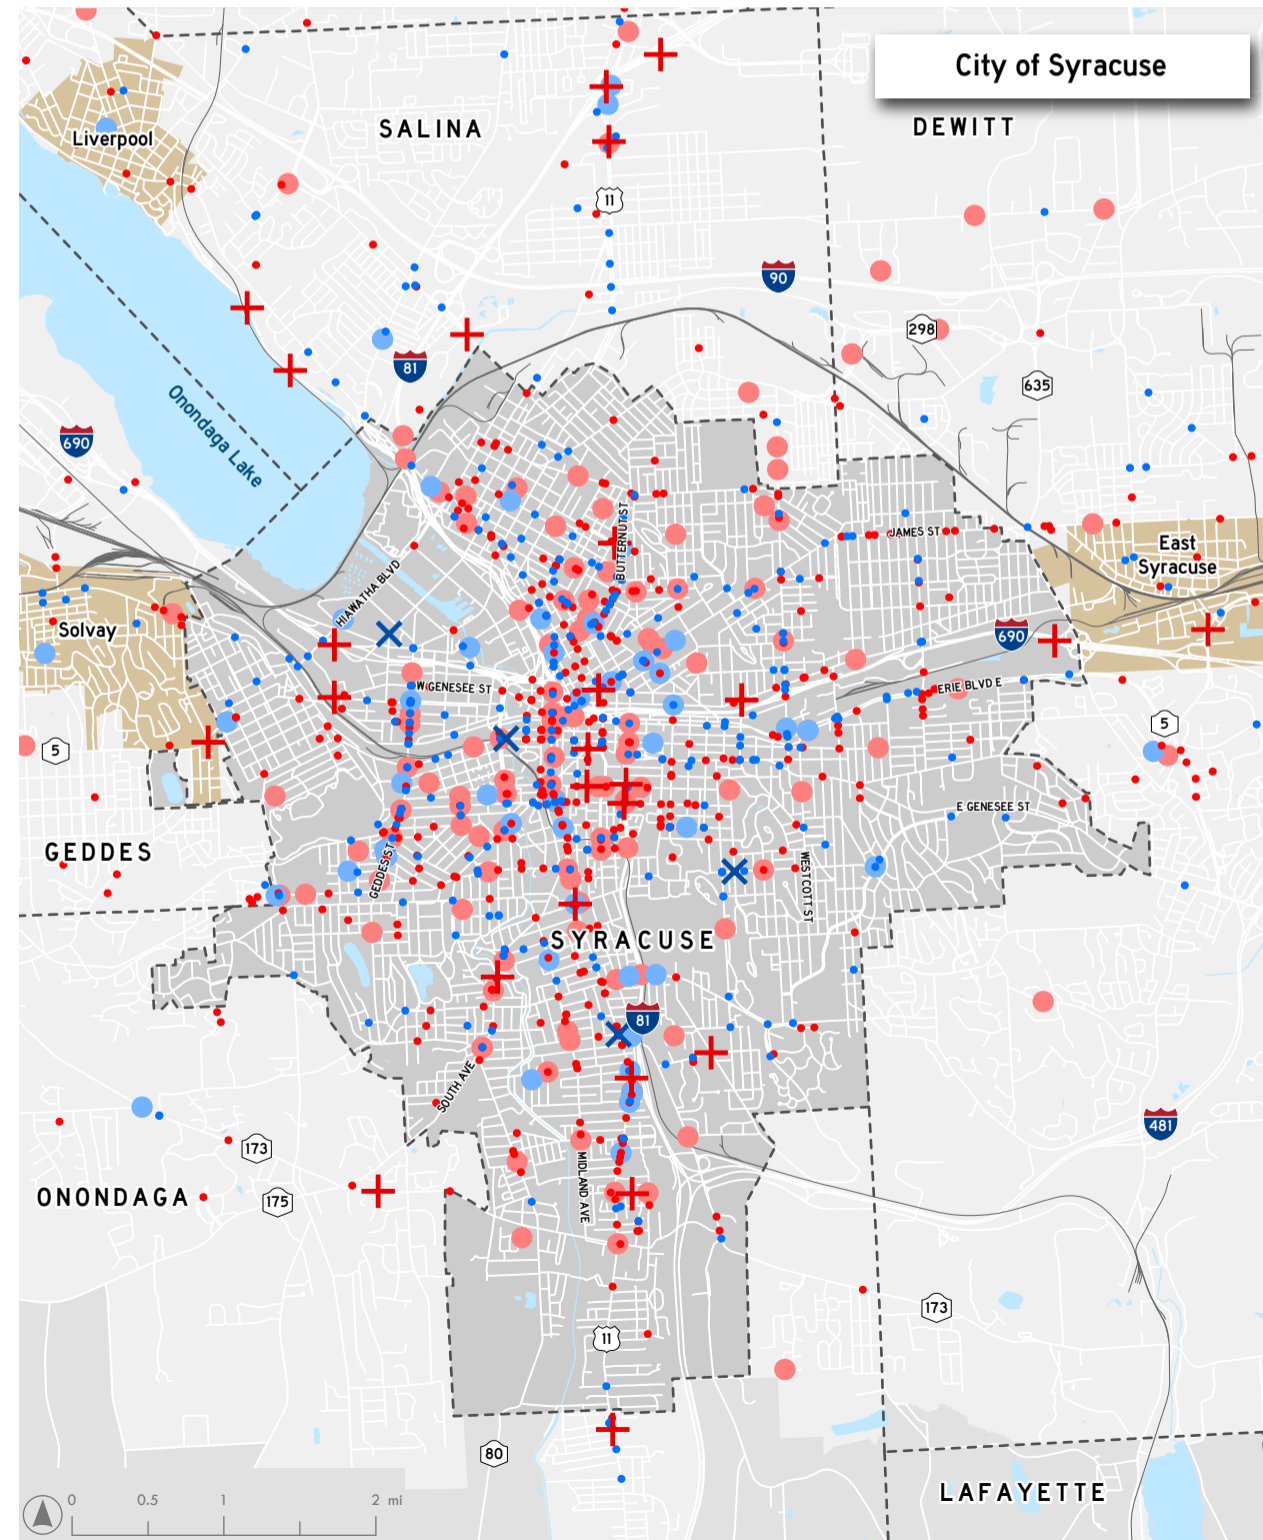 City of Syracuse
SALINA
DEWITT
Liverpool
11
90
298
81
635
Onondaga Lake
690
BUTTERNUT ST
JAMES ST
East
Syracuse
HIAWATHA BLVD
Solvay
690
W GENESEE ST
ERIE BLVD E
5
5
E GENESEE ST
GEDDES
GEDDES ST
WESTCOTT ST
SYRACUSE
81
SOUTH AVE
481
173
MIDLAND AVE
ONONDAGA
175
173
11
80
LAFAYETTE
0 0.5 1 2 mi